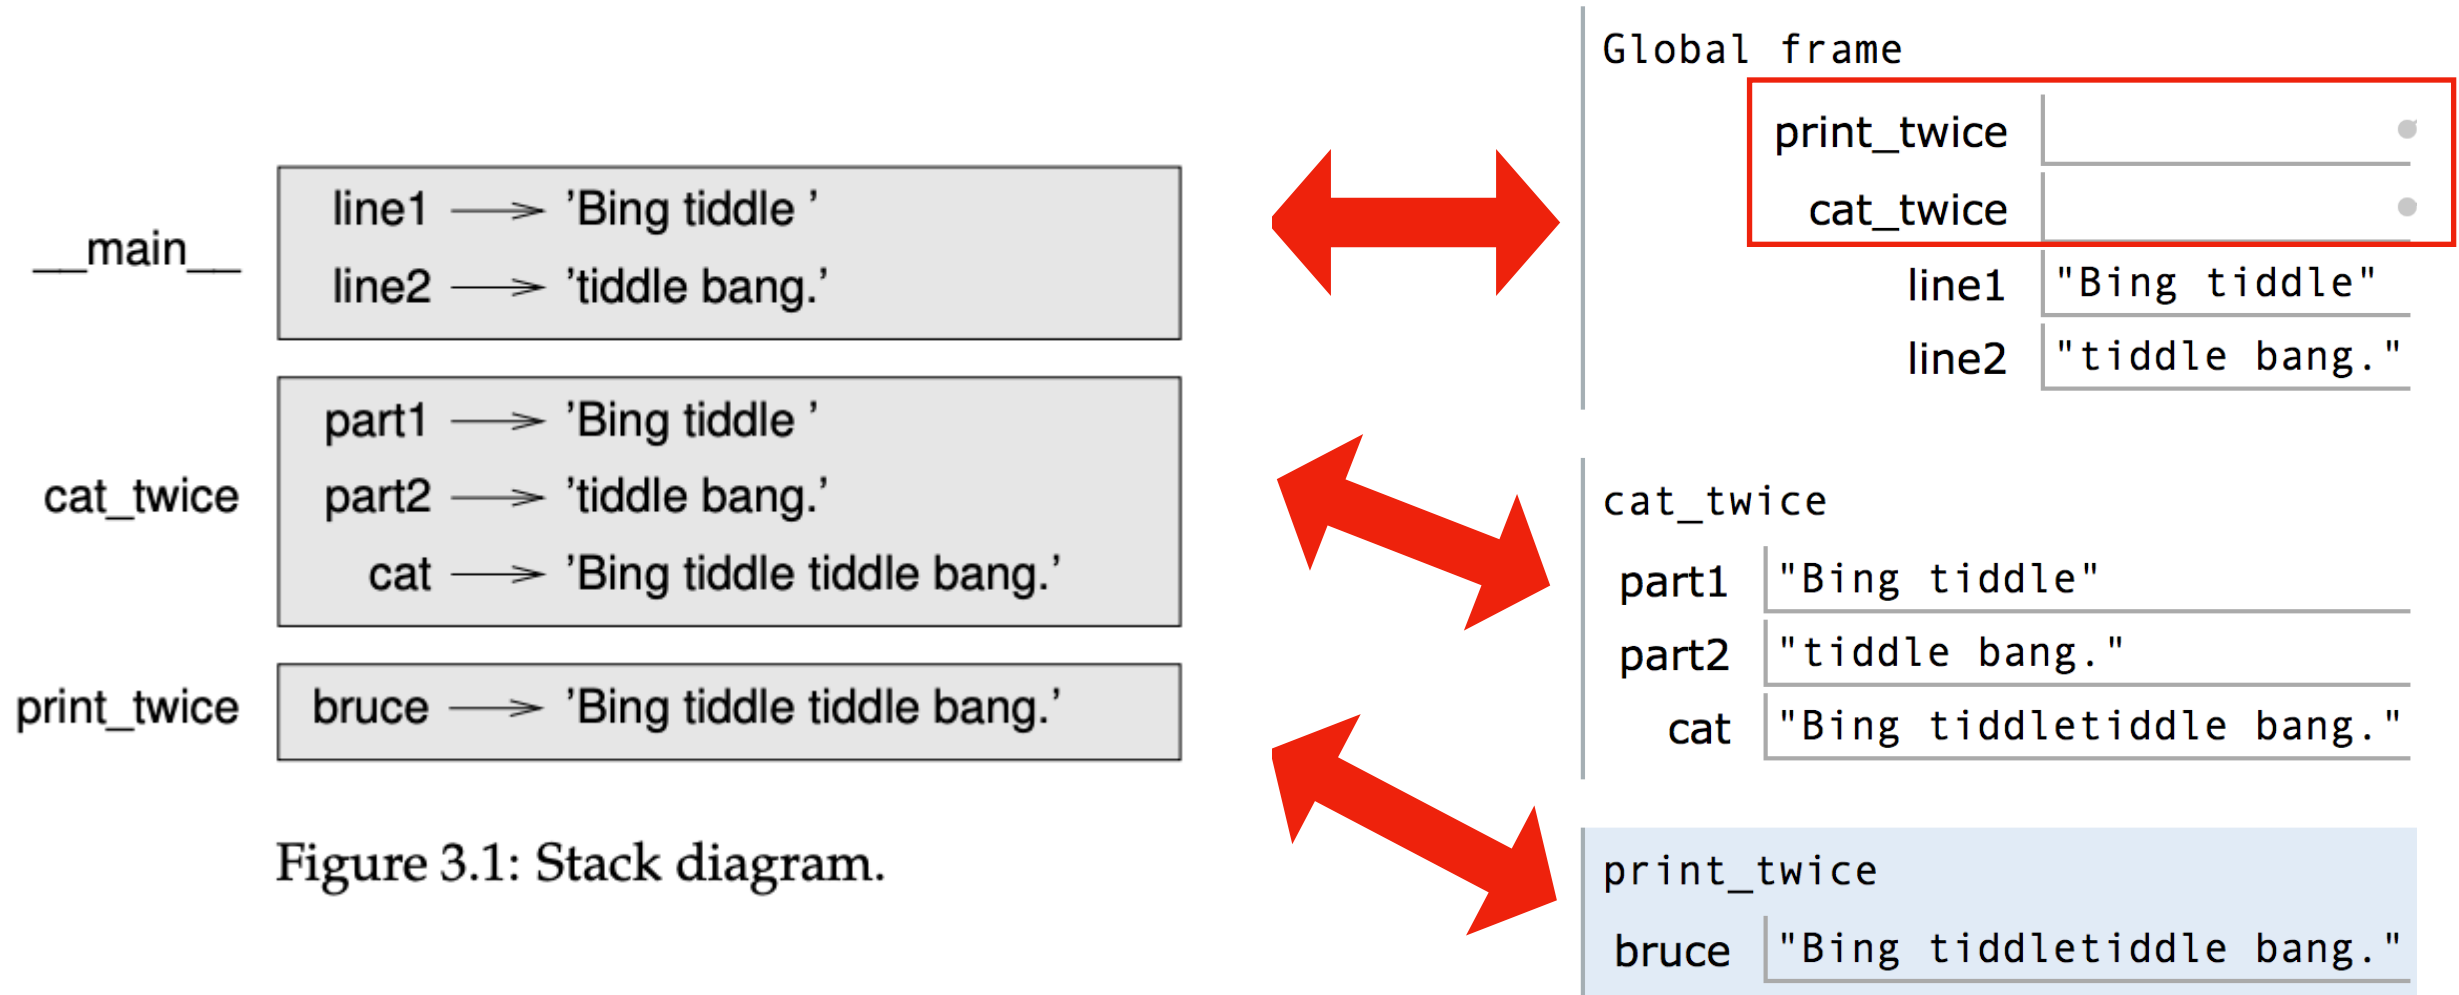 __main__
line1 ’Bing tiddle ’
line2 ’tiddle bang.’
cat_twice
part1 ’Bing tiddle ’
part2 ’tiddle bang.’
cat ’Bing tiddle tiddle bang.’
print_twice
bruce ’Bing tiddle tiddle bang.’
Figure 3.1: Stack diagram.
Global frame
print_twice
cat_twice
line1 "Bing tiddle"
line2 "tiddle bang."
cat_twice
part1 "Bing tiddle"
part2 "tiddle bang."
cat "Bing tiddletiddle bang."
print_twice
bruce "Bing tiddletiddle bang."